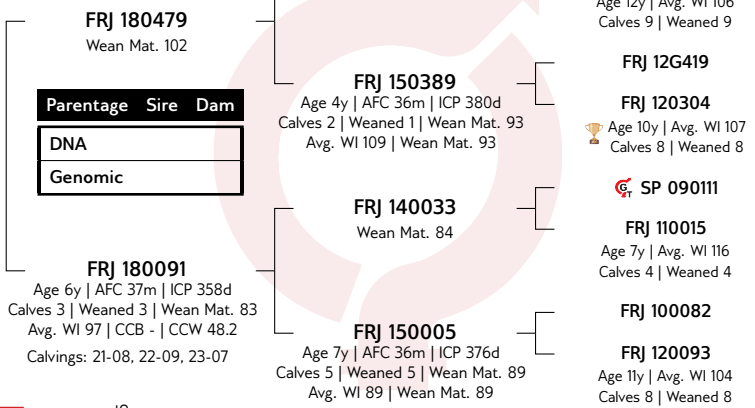 Age 12y | Avg. WI 106
Calves 9 | Weaned 9
FRJ 180479
Wean Mat. 102
FRJ 150389
Age 4y | AFC 36m | ICP 380d
Calves 2 | Weaned 1 | Wean Mat. 93
Avg. WI 109 | Wean Mat. 93
FRJ 12G419
FRJ 120304
Age 10y | Avg. WI 107
Calves 8 | Weaned 8
Parentage Sire Dam
DNA
Genomic
FRJ 140033
Wean Mat. 84
GT SP 090111
FRJ 110015
Age 7y | Avg. WI 116
Calves 4 | Weaned 4
FRJ 180091
Age 6y | AFC 37m | ICP 358d
Calves 3 | Weaned 3 | Wean Mat. 83
Avg. WI 97 | CCB - | CCW 48.2
Calvings: 21-08, 22-09, 23-07
FRJ 150005
Age 7y | AFC 36m | ICP 376d
Calves 5 | Weaned 5 | Wean Mat. 89
Avg. WI 89 | Wean Mat. 89
FRJ 100082
FRJ 120093
Age 11y | Avg. WI 104
Calves 8 | Weaned 8